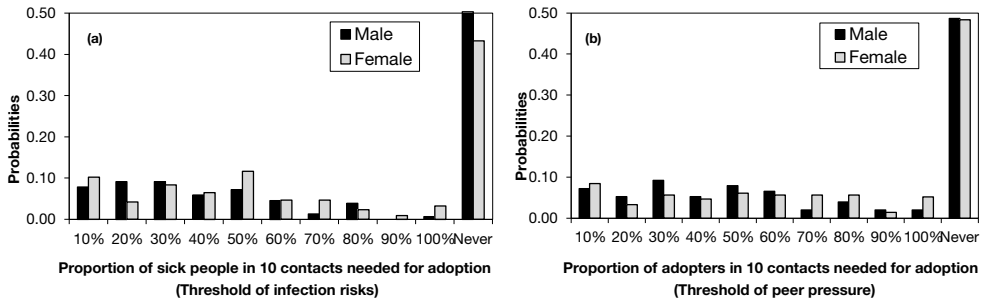 (a)
Male
Female
Probabilities
0.50
0.40
0.30
0.20
0.10
0.00
10% 20% 30% 40% 50% 60% 70% 80% 90% 100% Never
Proportion of sick people in 10 contacts needed for adoption
(Threshold of infection risks)
(b)
Male
Female
Probabilities
0.50
0.40
0.30
0.20
0.10
0.00
10% 20% 30% 40% 50% 60% 70% 80% 90% 100% Never
Proportion of adopters in 10 contacts needed for adoption
(Threshold of peer pressure)